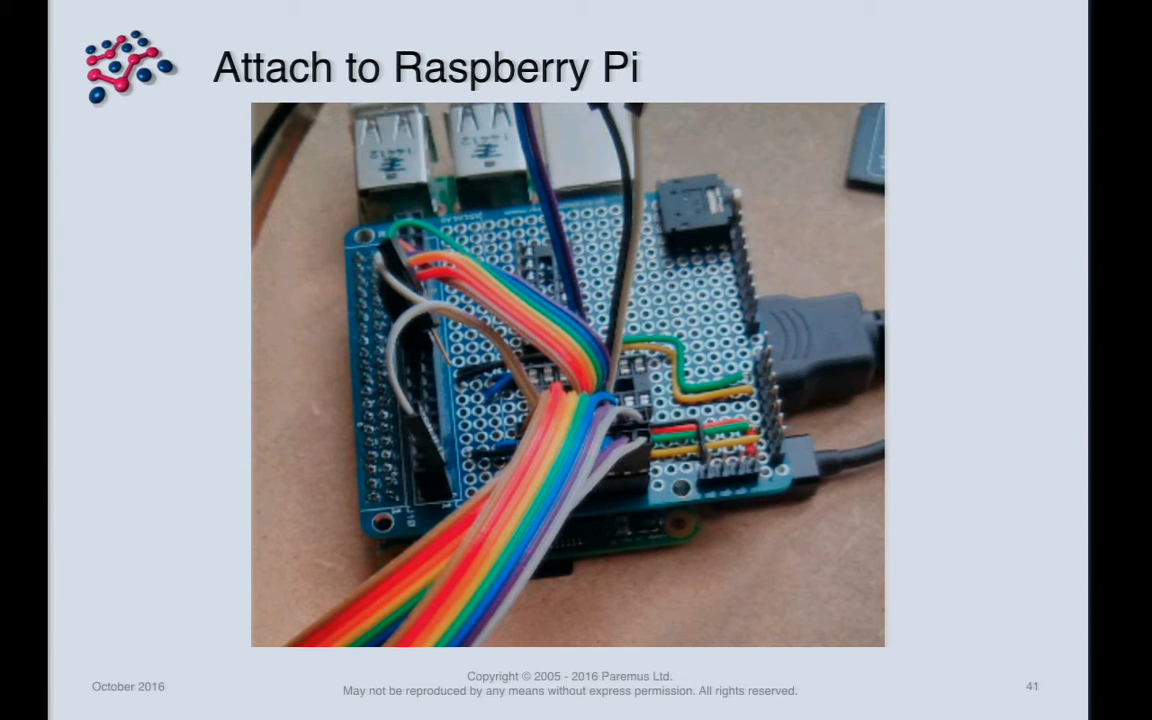 Attach to Raspberry Pi
October 2016
Copyright © 2005 - 2016 Paremus Ltd.
May not be reproduced by any means without express permission. All rights reserved.
41